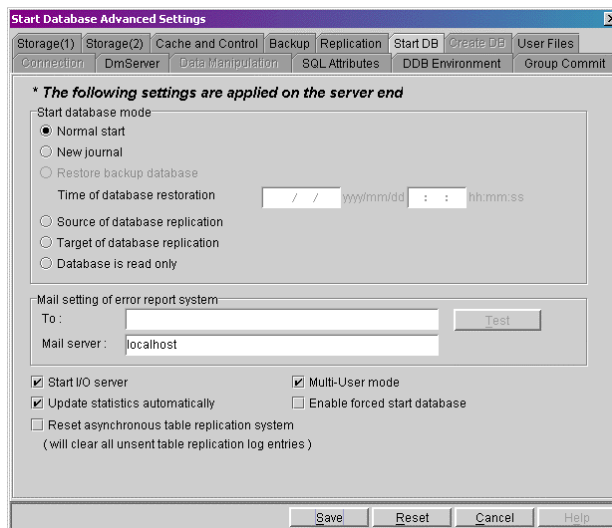 Start Database Advanced Settings
Storage(1) Storage(2) Cache and Control Backup Replication Start DB Create DB User Files
Connection DmServer Data Manipulation SQL Attributes DDB Environment Group Commit
* The following settings are applied on the server end
Start database mode
Normal start
New journal
Restore backup database
Time of database restoration / / yyyy/mm/dd : : hh:mm:ss
Source of database replication
Target of database replication
Database is read only
Mail setting of error report system
To : Test
Mail server : localhost
Start I/O server Multi-User mode
Update statistics automatically Enable forced start database
Reset asynchronous table replication system
( will clear all unsent table replication log entries )
Save Reset Cancel Help